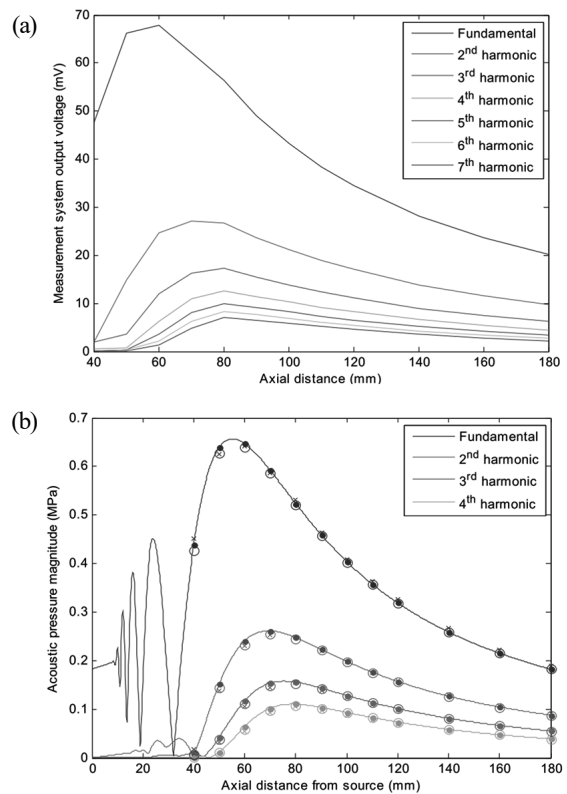 (a)
Measurement system output voltage (mV)
70
60
50
40
30
20
10
0
40
60
80
100
120
140
160
180
Axial distance (mm)
Fundamental
2nd harmonic
3rd harmonic
4th harmonic
5th harmonic
6th harmonic
7th harmonic
(b)
Acoustic pressure magnitude (MPa)
0.7
0.6
0.5
0.4
0.3
0.2
0.1
0
0
20
40
60
80
100
120
140
160
180
Axial distance from source (mm)
Fundamental
2nd harmonic
3rd harmonic
4th harmonic